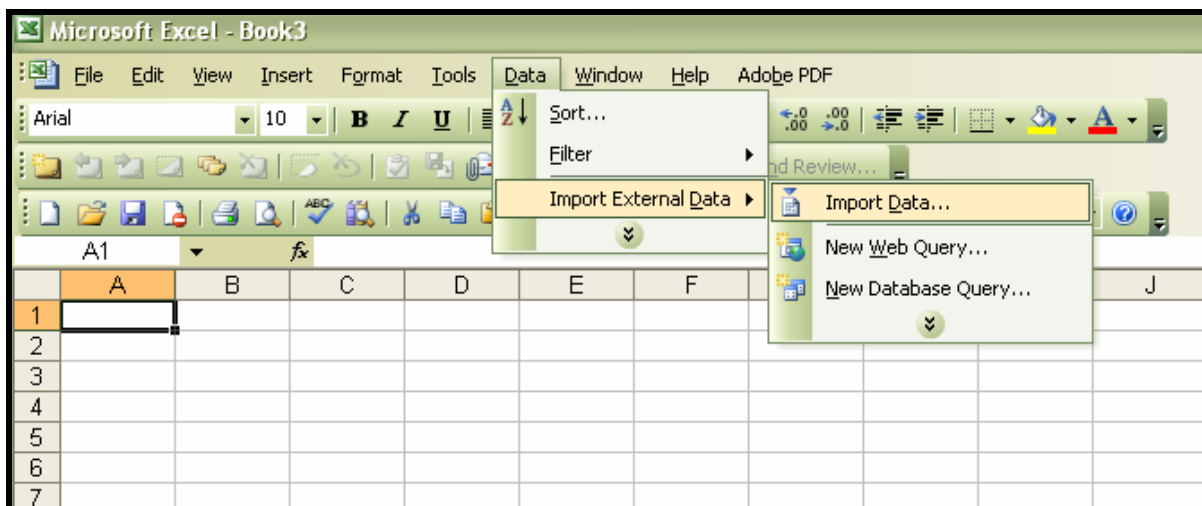 Microsoft Excel - Book3
File Edit View Insert Format Tools Data Window Help Adobe PDF
Arial 10 B I U A
Sort...
Filter
nd Review...
Import External Data
Import Data...
A1 fx
New Web Query...
A B C D E F J
New Database Query...
1
2
3
4
5
6
7